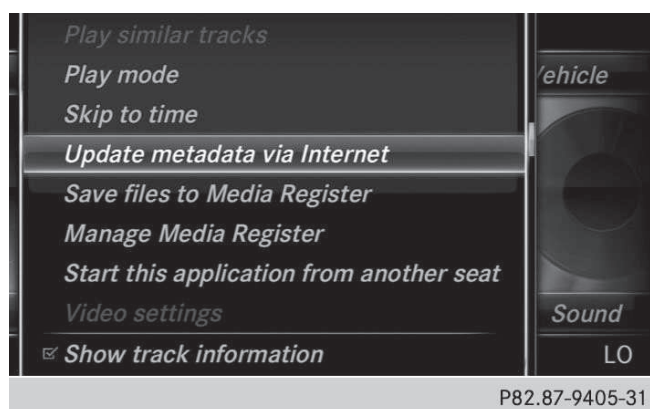 Play similar tracks
Play mode
Vehicle
Skip to time
Update metadata via Internet
Save files to Media Register
Manage Media Register
Start this application from another seat
Video settings
Sound
Show track information
LO
P82.87-9405-31